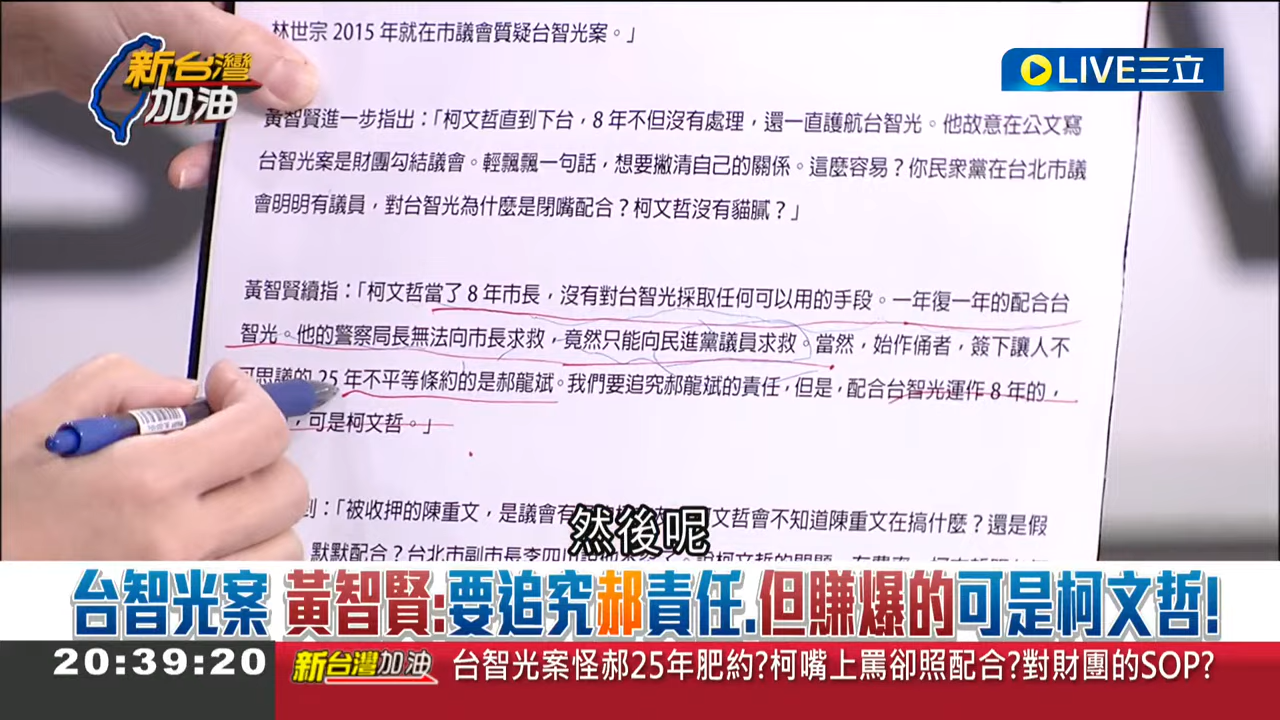 林世宗 2015 年就在市議會質疑台智光案。」
新台灣加油
LIVE三立
黃智賢進一步指出：「柯文哲直到下台，8 年不但沒有處理，還一直護航台智光。他故意在公文寫
台智光案是財團勾結議會。輕飄飄一句話，想要撇清自己的關係。這麼容易？你民眾黨在台北市議
會明明有議員，對台智光為什麼是閉嘴配合？柯文哲沒有貓膩？」
黃智賢續指：「柯文哲當了 8 年市長，沒有對台智光採取任何可以用的手段。一年復一年的配合台
智光。他的警察局長無法向市長求救，竟然只能向民進黨議員求救。當然，始作俑者，簽下讓人不
可思議的 25 年不平等條約的是郝龍斌。我們要追究郝龍斌的責任，但是，配合台智光運作 8 年的，
，可是柯文哲。」
到：「被收押的陳重文，是議會有
文哲會不知道陳重文在搞什麼？還是假
默默配合？台北市副市長李四川
然後呢
台智光案 黃智賢:要追究郝責任.但賺爆的可是柯文哲!
20:39:20
新台灣加油 台智光案怪郝25年肥約?柯嘴上罵卻照配合?對財團的SOP?